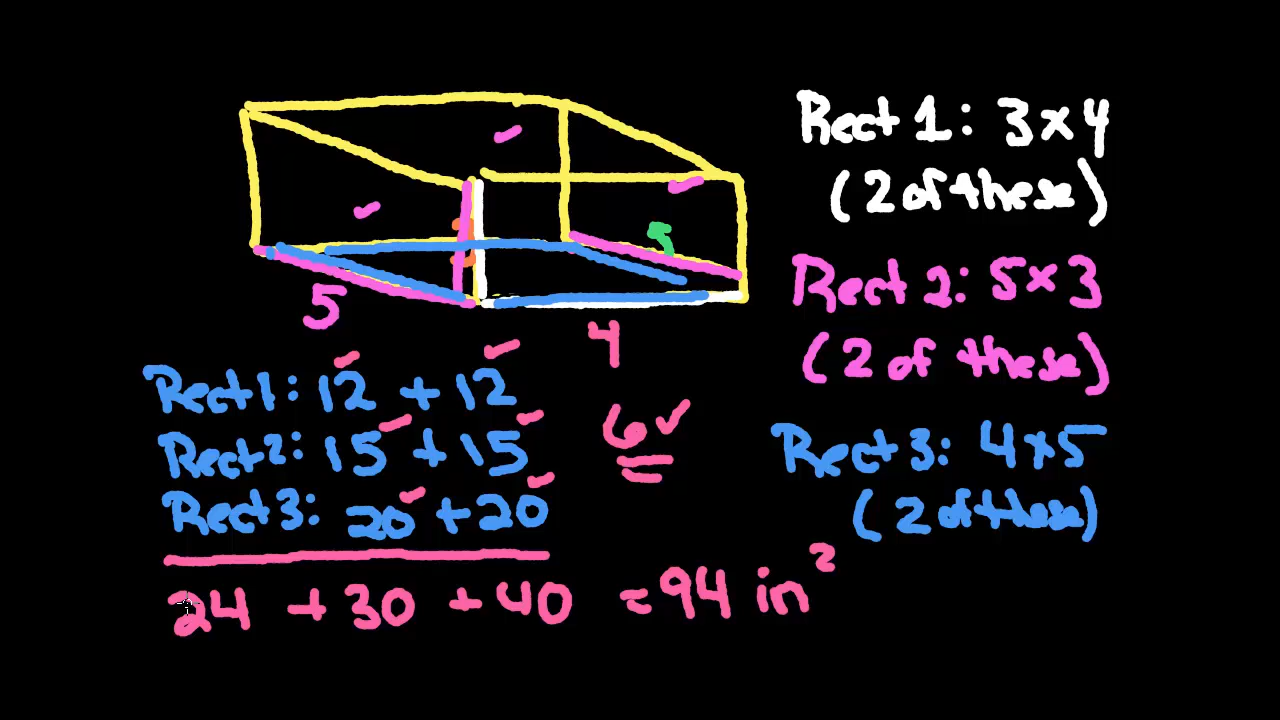 Rect 1: 3 x 4
(2 of these)
Rect 2: 5 x 3
(2 of these)
Rect 3: 4 x 5
(2 of these)
5
4
Rect 1: 12 + 12
Rect 2: 15 + 15
Rect 3: 20 + 20
6 ✓
24 + 30 + 40 = 94 in²